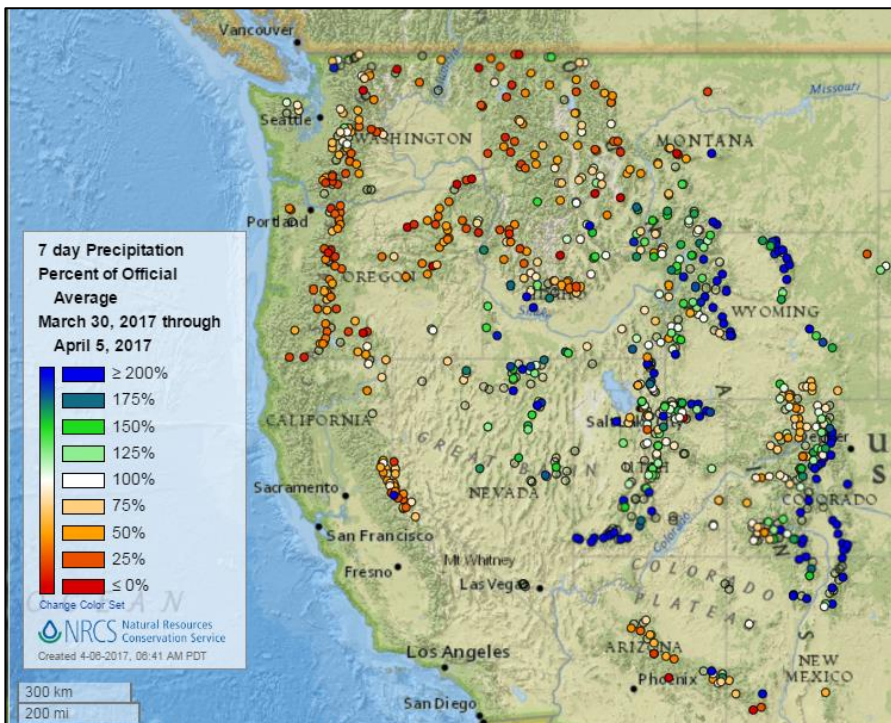 Vancouver
Seattle
WASHINGTON
MONTANA
Missouri
Portland
OREGON
IDAHO
Snake
WYOMING
7 day Precipitation
Percent of Official
Average
March 30, 2017 through
April 5, 2017
≥ 200%
175%
150%
125%
100%
75%
50%
25%
≤ 0%
Change Color Set
NRCS Natural Resources
Conservation Service
Created 4-06-2017, 06:41 AM PDT
CALIFORNIA
GREAT BASIN
NEVADA
UTAH
COLORADO
Sacramento
San Francisco
Fresno
Mt Whitney
Las Vegas
Colorado
COLORADO
PLATEAU
Los Angeles
ARIZONA
Phoenix
NEW
MEXICO
San Diego
300 km
200 mi